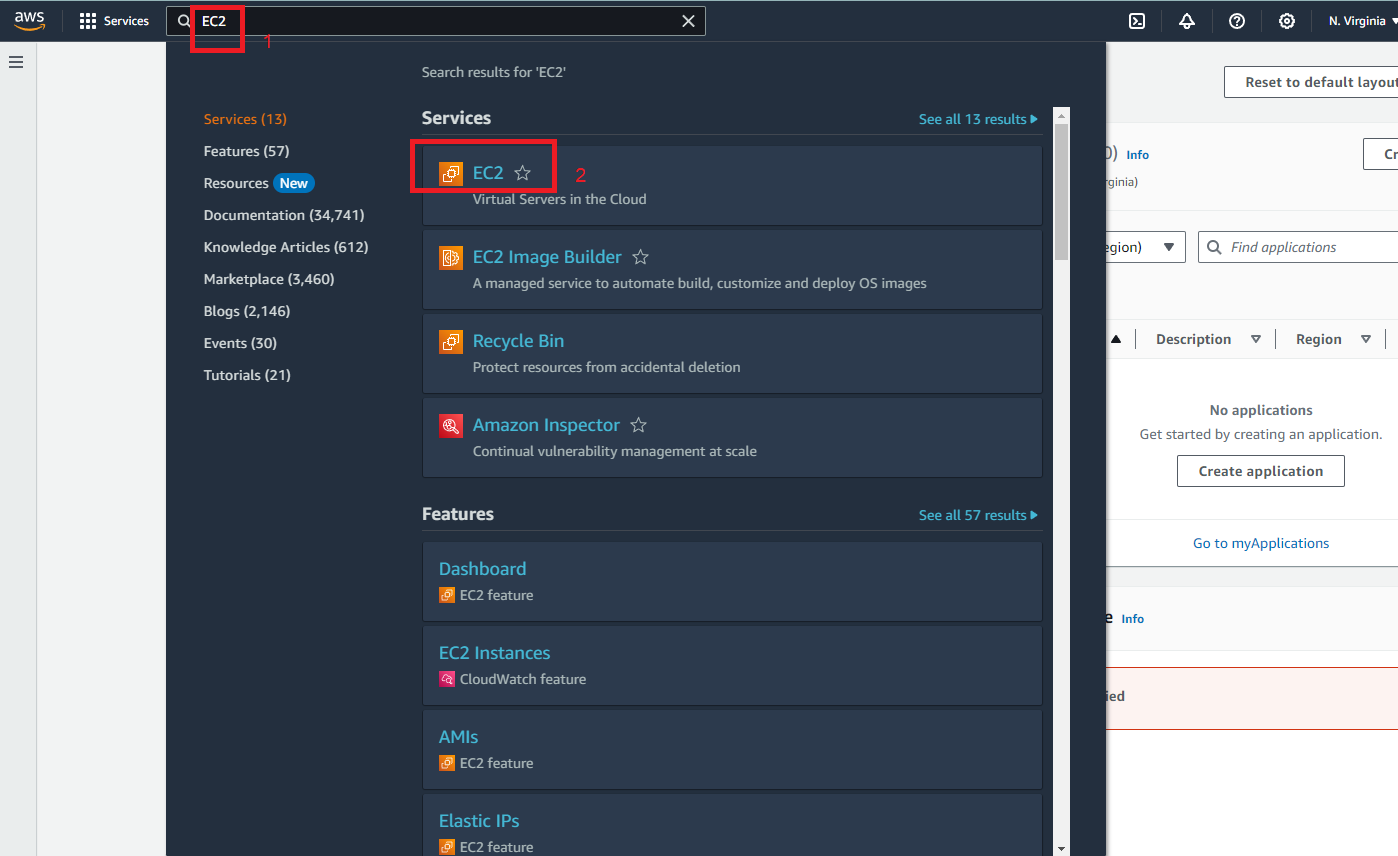 aws
Services
EC2
N. Virginia
1
Search results for 'EC2'
Services (13)
Features (57)
Resources New
Documentation (34,741)
Knowledge Articles (612)
Marketplace (3,460)
Blogs (2,146)
Events (30)
Tutorials (21)
Services
See all 13 results
EC2
2
Virtual Servers in the Cloud
EC2 Image Builder
A managed service to automate build, customize and deploy OS images
Recycle Bin
Protect resources from accidental deletion
Amazon Inspector
Continual vulnerability management at scale
Features
See all 57 results
Dashboard
EC2 feature
EC2 Instances
CloudWatch feature
AMIs
EC2 feature
Elastic IPs
EC2 feature
Reset to default layout
0) Info
Cr
rginia)
egion)
Find applications
Description
Region
No applications
Get started by creating an application.
Create application
Go to myApplications
e Info
ied